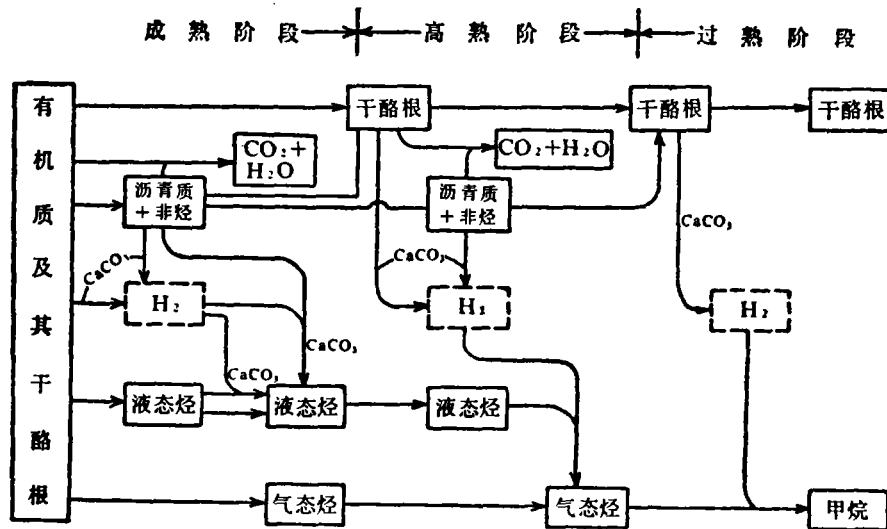 成熟阶段
高熟阶段
过熟阶段
有机质及其干酪根
干酪根
干酪根
干酪根
CO₂+
H₂O
CO₂+H₂O
沥青质
+非烃
沥青质
+非烃
CaCO₃
CaCO₃
CaCO₃
H₂
H₂
H₂
CaCO₃
CaCO₃
液态烃
液态烃
液态烃
气态烃
气态烃
甲烷